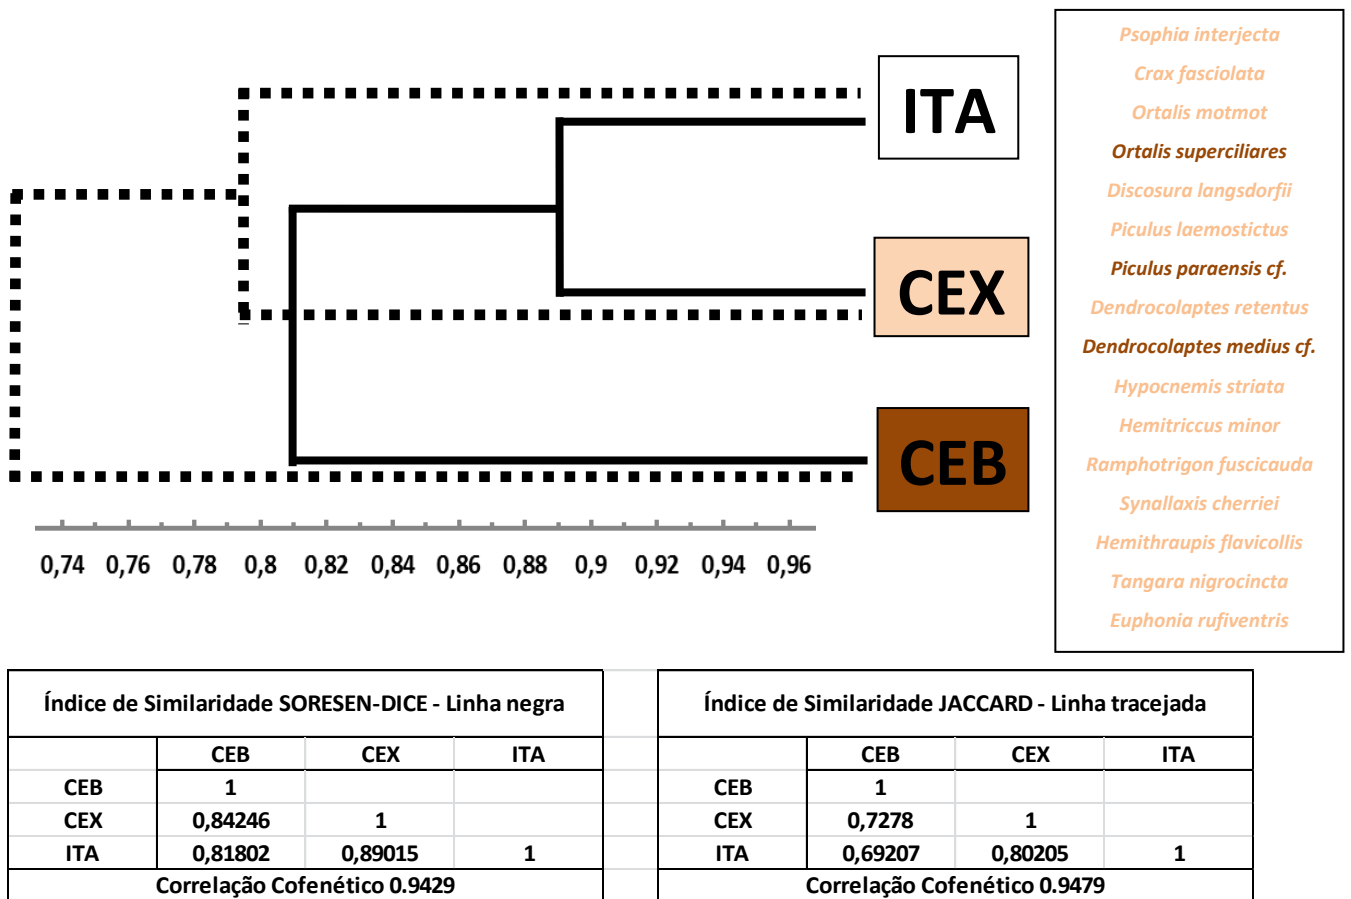 ITA
CEX
CEB
Psophia interjecta
Crax fasciolata
Ortalis motmot
Ortalis superciliares
Discosura langsdorfii
Piculus laemostictus
Piculus paraensis cf.
Dendrocolaptes retentus
Dendrocolaptes medius cf.
Hypocnemis striata
Hemitriccus minor
Ramphotrigon fuscicauda
Synallaxis cherriei
Hemithraupis flavicollis
Tangara nigrocincta
Euphonia rufiventris
0,74 0,76 0,78 0,8 0,82 0,84 0,86 0,88 0,9 0,92 0,94 0,96
Índice de Similaridade SORESEN-DICE - Linha negra
CEB CEX ITA
CEB 1
CEX 0,84246 1
ITA 0,81802 0,89015 1
Correlação Cofenético 0.9429
Índice de Similaridade JACCARD - Linha tracejada
CEB CEX ITA
CEB 1
CEX 0,7278 1
ITA 0,69207 0,80205 1
Correlação Cofenético 0.9479